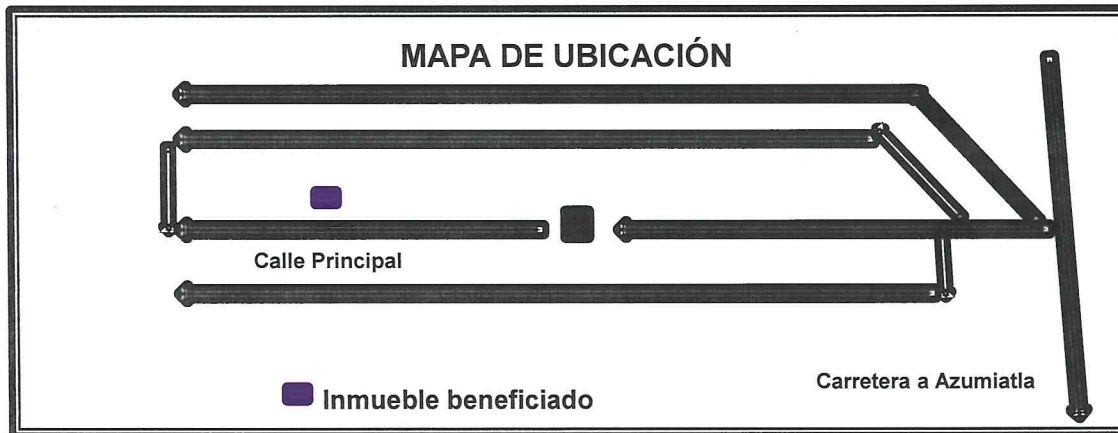 MAPA DE UBICACIÓN
Calle Principal
Carretera a Azumiatla
Inmueble beneficiado